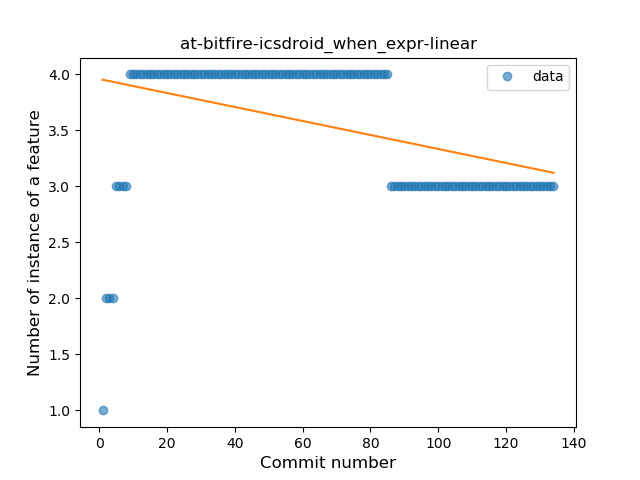 at-bitfire-icsdroid_when_expr-linear
data
Number of instance of a feature
4.0
3.5
3.0
2.5
2.0
1.5
1.0
0 20 40 60 80 100 120 140
Commit number